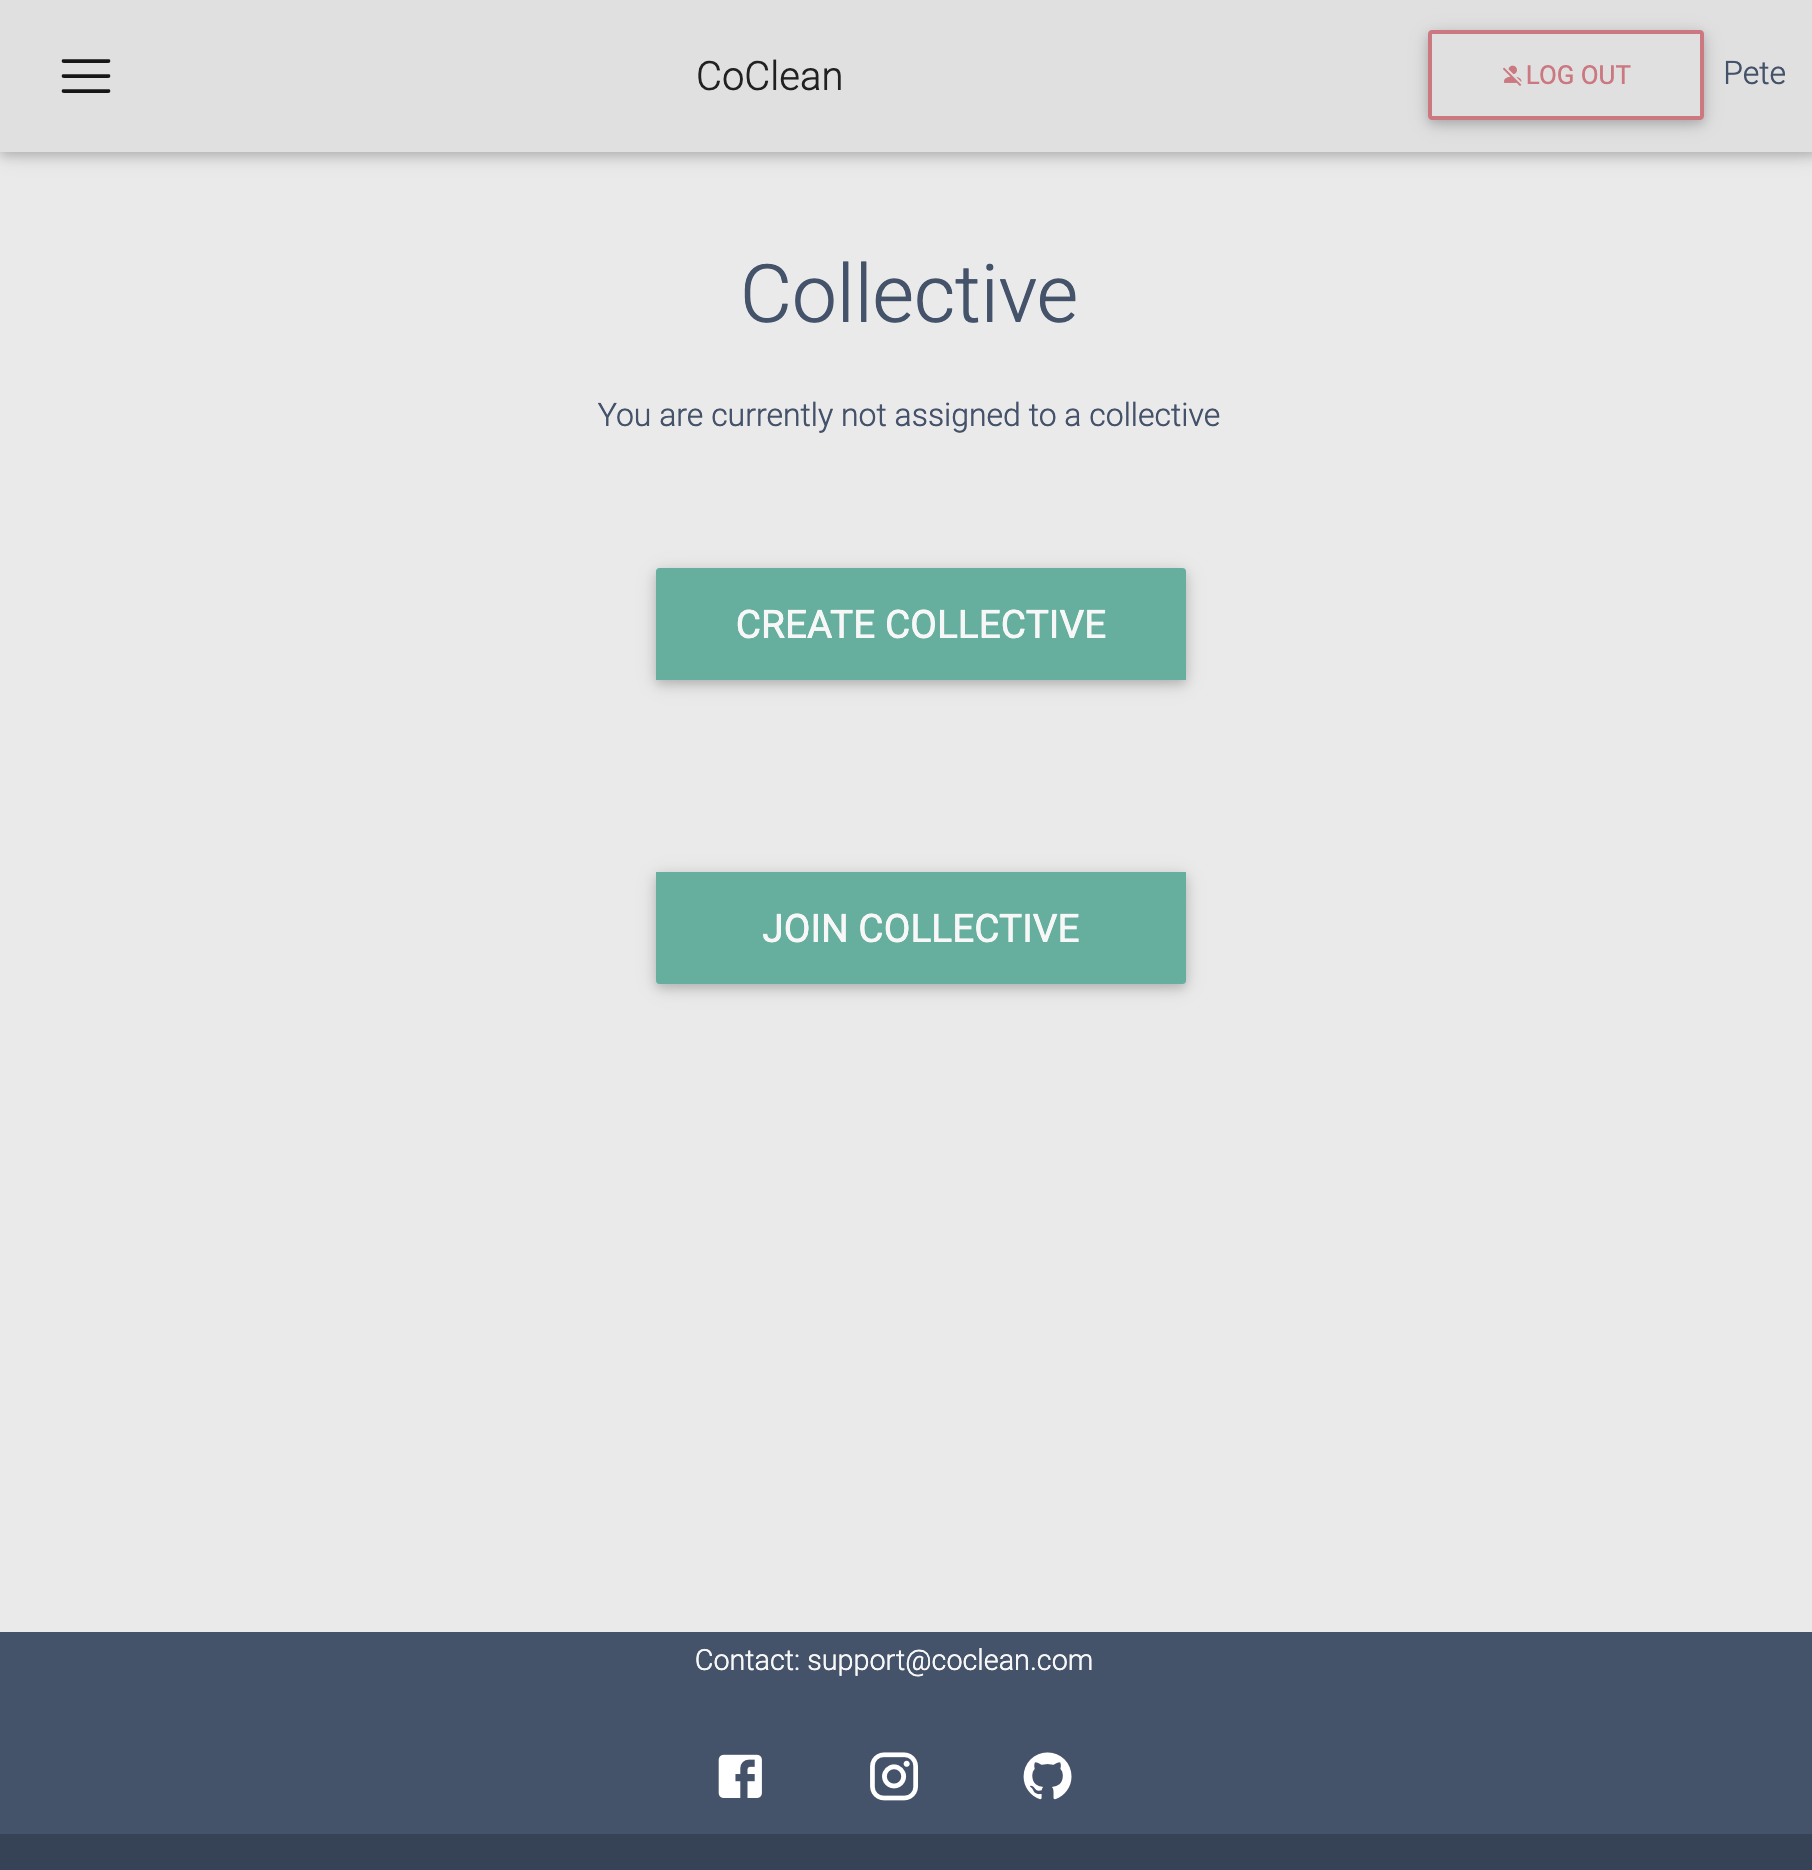 CoClean
LOG OUT
Pete
Collective
You are currently not assigned to a collective
CREATE COLLECTIVE
JOIN COLLECTIVE
Contact: support@coclean.com